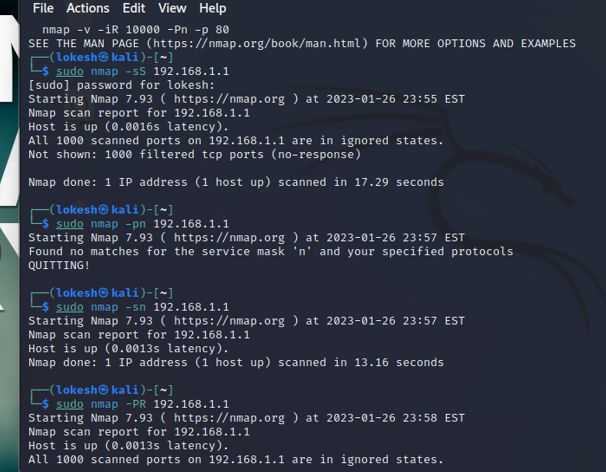 File Actions Edit View Help
nmap -v -iR 10000 -Pn -p 80
SEE THE MAN PAGE (https://nmap.org/book/man.html) FOR MORE OPTIONS AND EXAMPLES
┌──(lokesh㉿kali)-[~]
└─$ sudo nmap -sS 192.168.1.1
[sudo] password for lokesh:
Starting Nmap 7.93 ( https://nmap.org ) at 2023-01-26 23:55 EST
Nmap scan report for 192.168.1.1
Host is up (0.0016s latency).
All 1000 scanned ports on 192.168.1.1 are in ignored states.
Not shown: 1000 filtered tcp ports (no-response)
Nmap done: 1 IP address (1 host up) scanned in 17.29 seconds
┌──(lokesh㉿kali)-[~]
└─$ sudo nmap -pn 192.168.1.1
Starting Nmap 7.93 ( https://nmap.org ) at 2023-01-26 23:57 EST
Found no matches for the service mask 'n' and your specified protocols
QUITTING!
┌──(lokesh㉿kali)-[~]
└─$ sudo nmap -sn 192.168.1.1
Starting Nmap 7.93 ( https://nmap.org ) at 2023-01-26 23:57 EST
Nmap scan report for 192.168.1.1
Host is up (0.0013s latency).
Nmap done: 1 IP address (1 host up) scanned in 13.16 seconds
┌──(lokesh㉿kali)-[~]
└─$ sudo nmap -PR 192.168.1.1
Starting Nmap 7.93 ( https://nmap.org ) at 2023-01-26 23:58 EST
Nmap scan report for 192.168.1.1
Host is up (0.0013s latency).
All 1000 scanned ports on 192.168.1.1 are in ignored states.